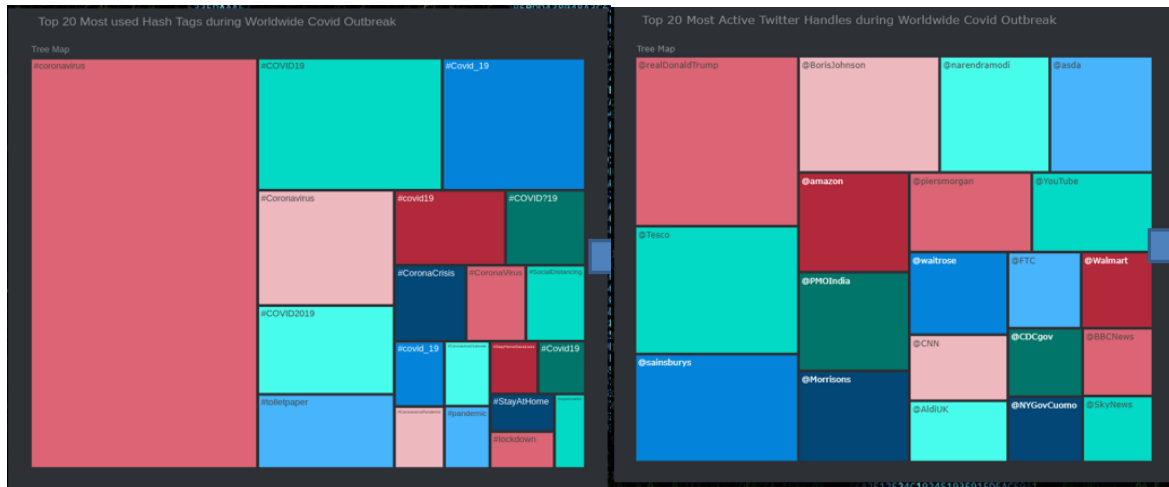 Top 20 Most used Hash Tags during Worldwide Covid Outbreak
Tree Map
#coronavirus
#COVID19
#Covid_19
#Coronavirus
#covid19
#COVID?19
#CoronaCrisis
#CoronaVirus
#SocialDistancing
#COVID2019
#covid_19
#Covid19
#toiletpaper
#pandemic
#StayAtHome
#lockdown
Top 20 Most Active Twitter Handles during Worldwide Covid Outbreak
Tree Map
@realDonaldTrump
@BorisJohnson
@narendramodi
@asda
@amazon
@piersmorgan
@YouTube
@Tesco
@waitrose
@FTC
@Walmart
@PMOIndia
@CNN
@CDCgov
@BBCNews
@sainsburys
@Morrisons
@AldiUK
@NYGovCuomo
@SkyNews